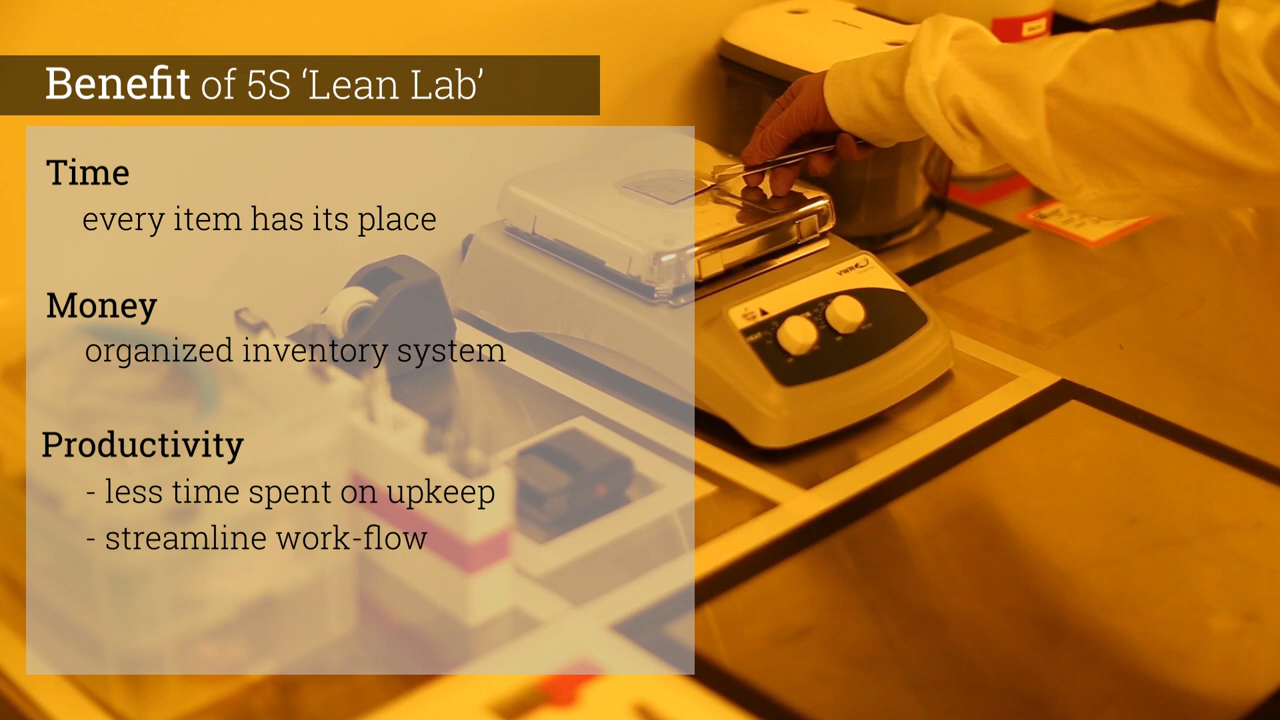 Benefit of 5S ‘Lean Lab’
Time
every item has its place
Money
organized inventory system
Productivity
- less time spent on upkeep
- streamline work-flow
VWR